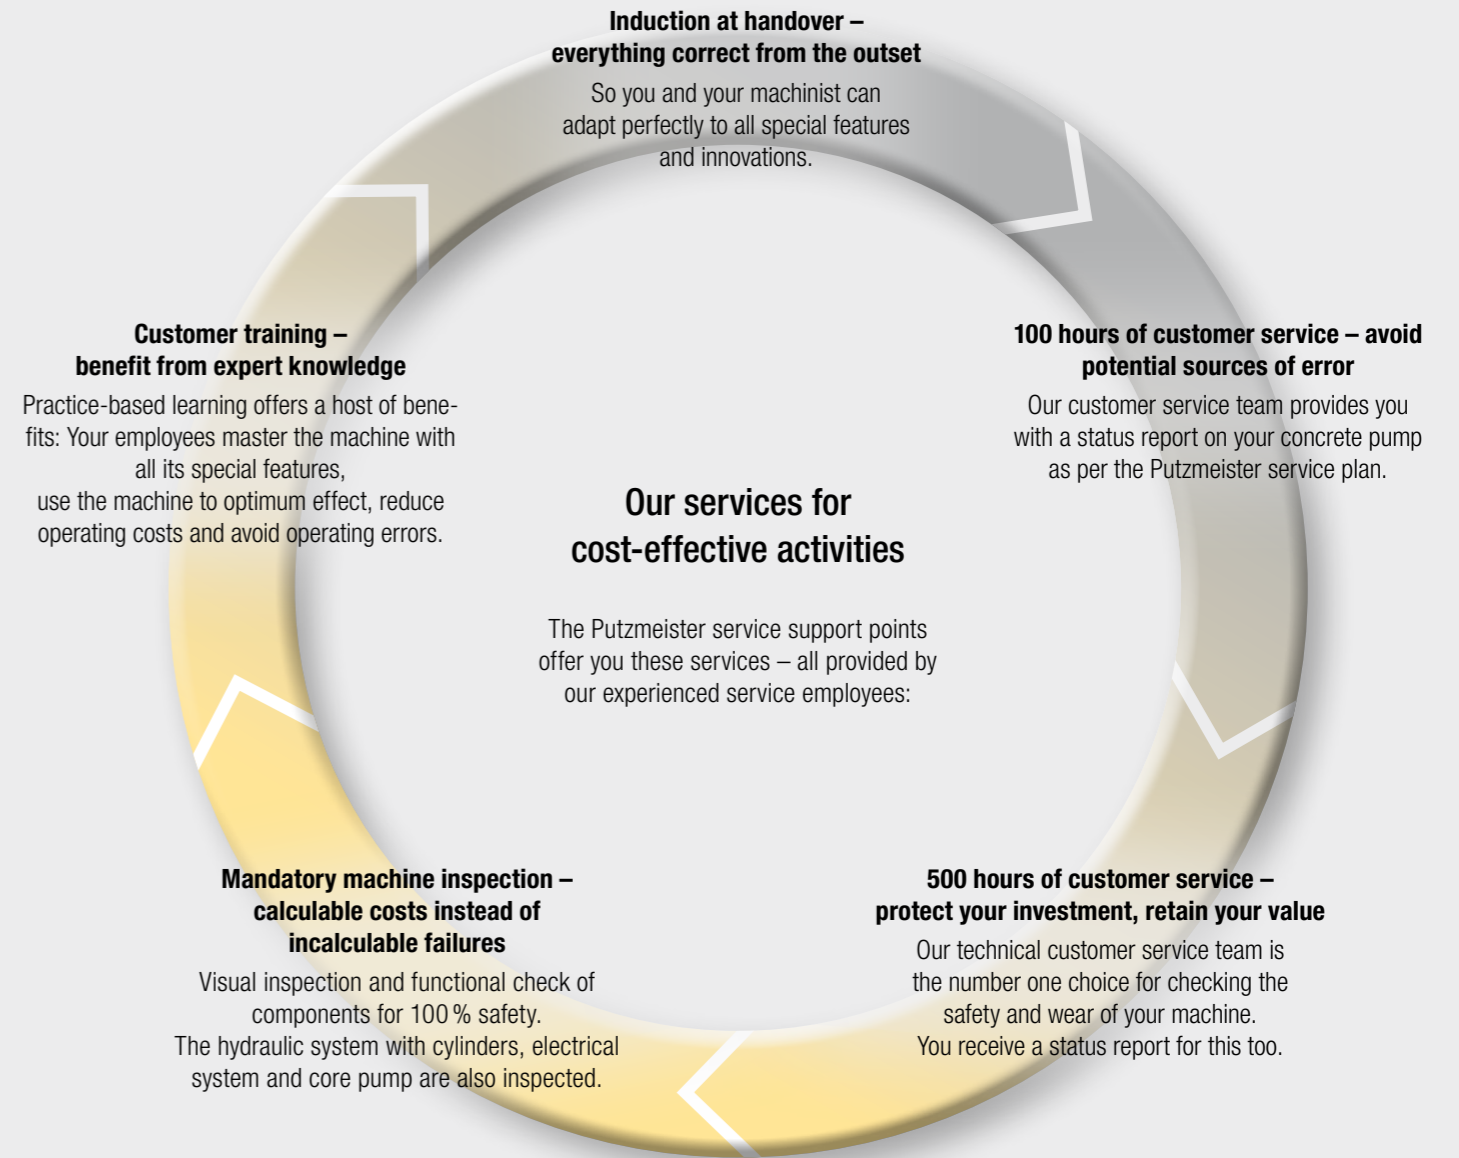 Induction at handover –
everything correct from the outset
So you and your machinist can
adapt perfectly to all special features
and innovations.
100 hours of customer service – avoid
potential sources of error
Our customer service team provides you
with a status report on your concrete pump
as per the Putzmeister service plan.
500 hours of customer service –
protect your investment, retain your value
Our technical customer service team is
the number one choice for checking the
safety and wear of your machine.
You receive a status report for this too.
Mandatory machine inspection –
calculable costs instead of
incalculable failures
Visual inspection and functional check of
components for 100 % safety.
The hydraulic system with cylinders, electrical
system and core pump are also inspected.
Customer training –
benefit from expert knowledge
Practice-based learning offers a host of bene-
fits: Your employees master the machine with
all its special features,
use the machine to optimum effect, reduce
operating costs and avoid operating errors.
Our services for
cost-effective activities
The Putzmeister service support points
offer you these services – all provided by
our experienced service employees: